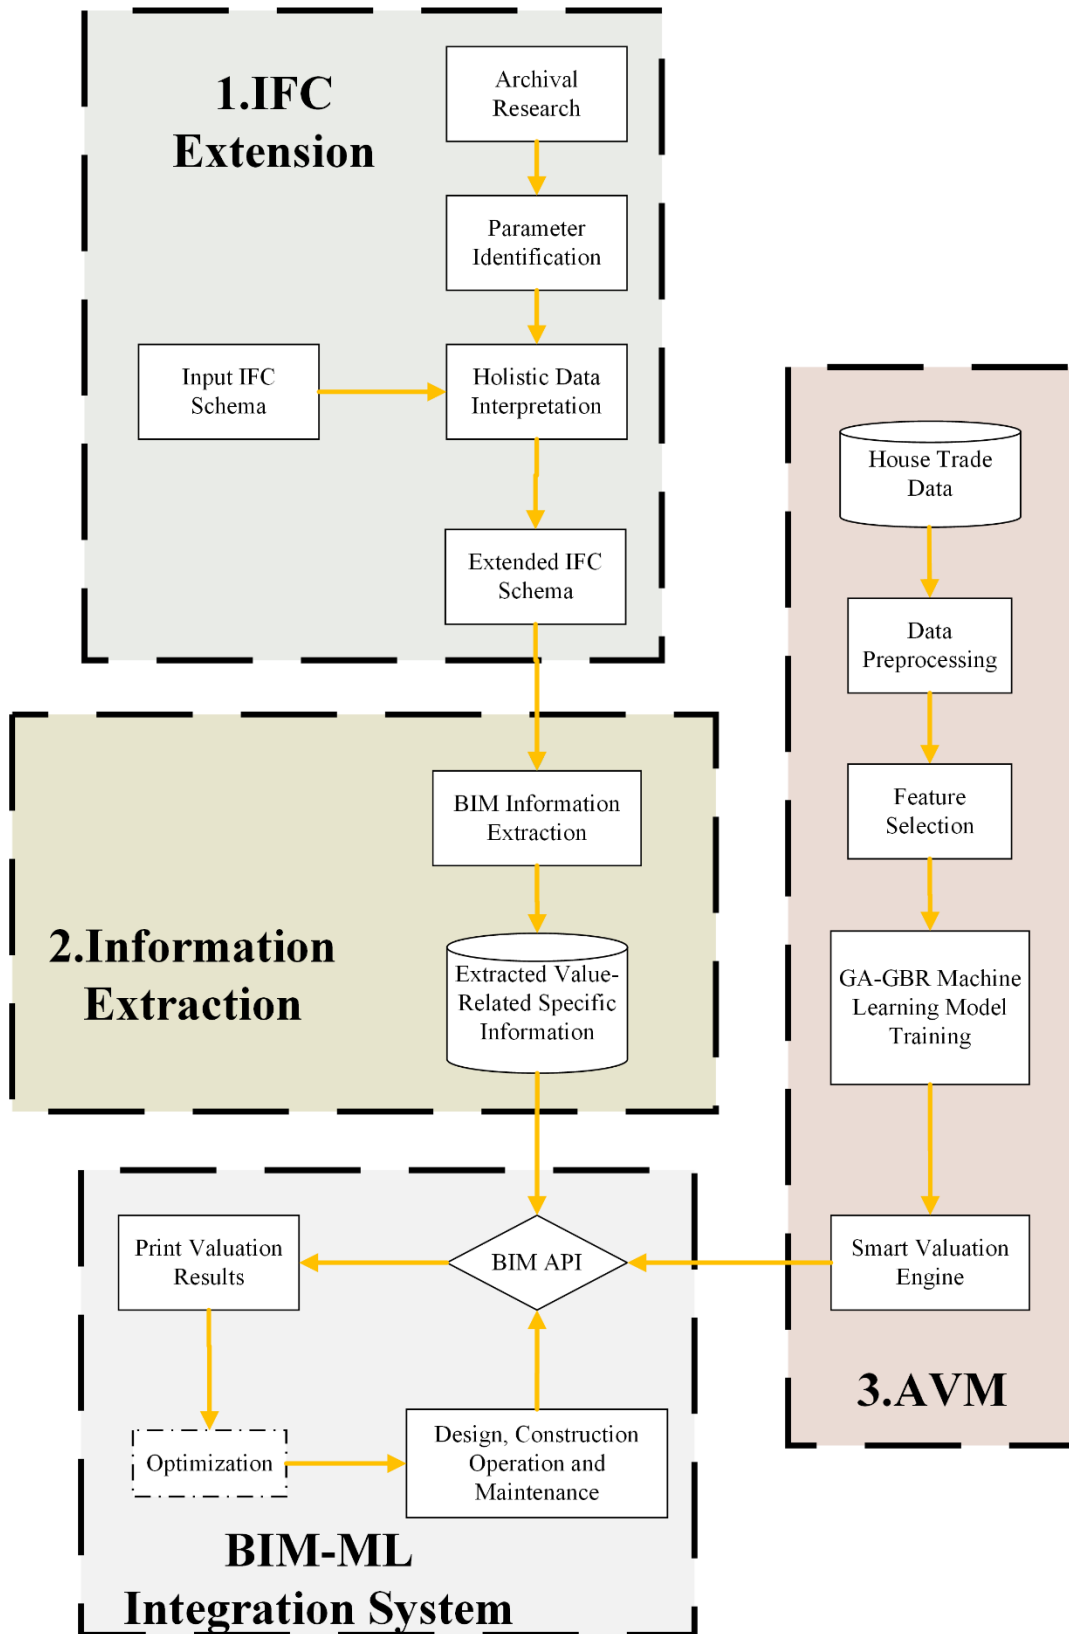 1.IFC
Extension
Archival
Research
Parameter
Identification
Input IFC
Schema
Holistic Data
Interpretation
Extended IFC
Schema
2.Information
Extraction
BIM Information
Extraction
Extracted Value-
Related Specific
Information
House Trade
Data
Data
Preprocessing
Feature
Selection
GA-GBR Machine
Learning Model
Training
Smart Valuation
Engine
3.AVM
BIM API
Print Valuation
Results
Optimization
Design, Construction
Operation and
Maintenance
BIM-ML
Integration System